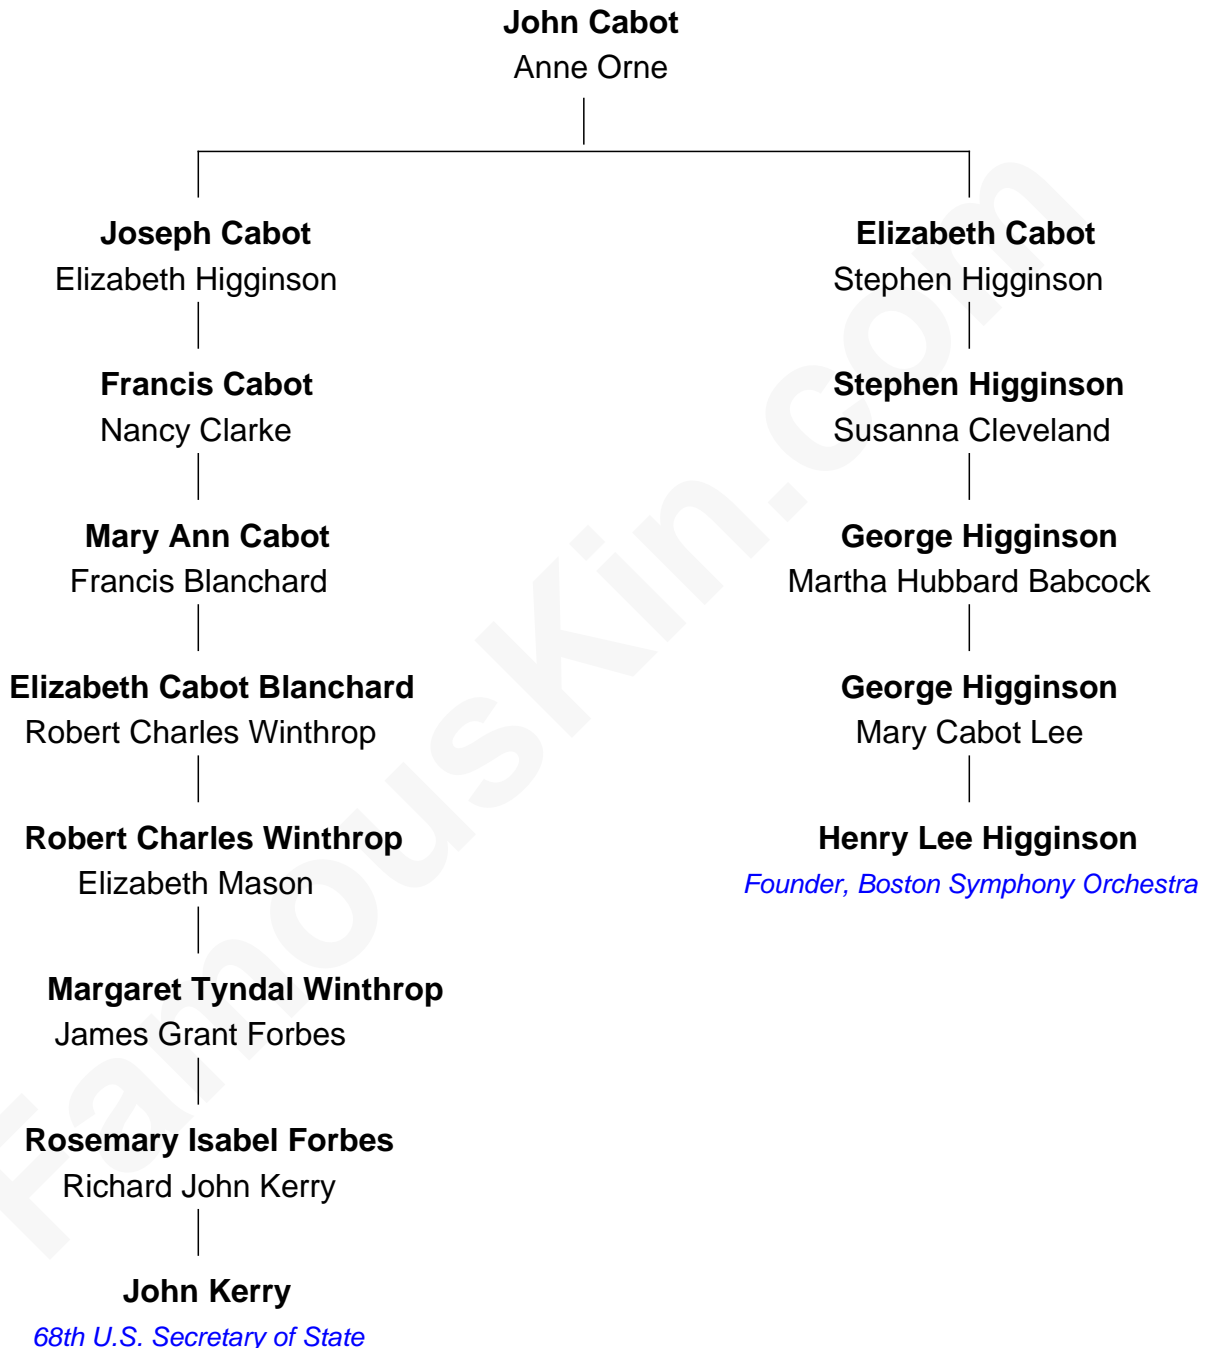 John Cabot
Anne Orne
Joseph Cabot
Elizabeth Higginson
Elizabeth Cabot
Stephen Higginson
Francis Cabot
Nancy Clarke
Stephen Higginson
Susanna Cleveland
Mary Ann Cabot
Francis Blanchard
George Higginson
Martha Hubbard Babcock
Elizabeth Cabot Blanchard
Robert Charles Winthrop
George Higginson
Mary Cabot Lee
Robert Charles Winthrop
Elizabeth Mason
Henry Lee Higginson
Founder, Boston Symphony Orchestra
Margaret Tyndal Winthrop
James Grant Forbes
Rosemary Isabel Forbes
Richard John Kerry
John Kerry
68th U.S. Secretary of State
FamousKin.com